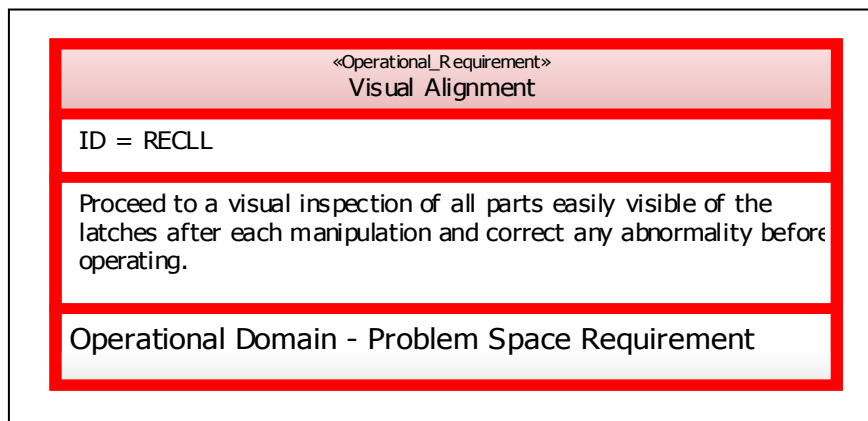 «Operational_Requirement»
Visual Alignment
ID = RECLL
Proceed to a visual inspection of all parts easily visible of the
latches after each manipulation and correct any abnormality before
operating.
Operational Domain - Problem Space Requirement